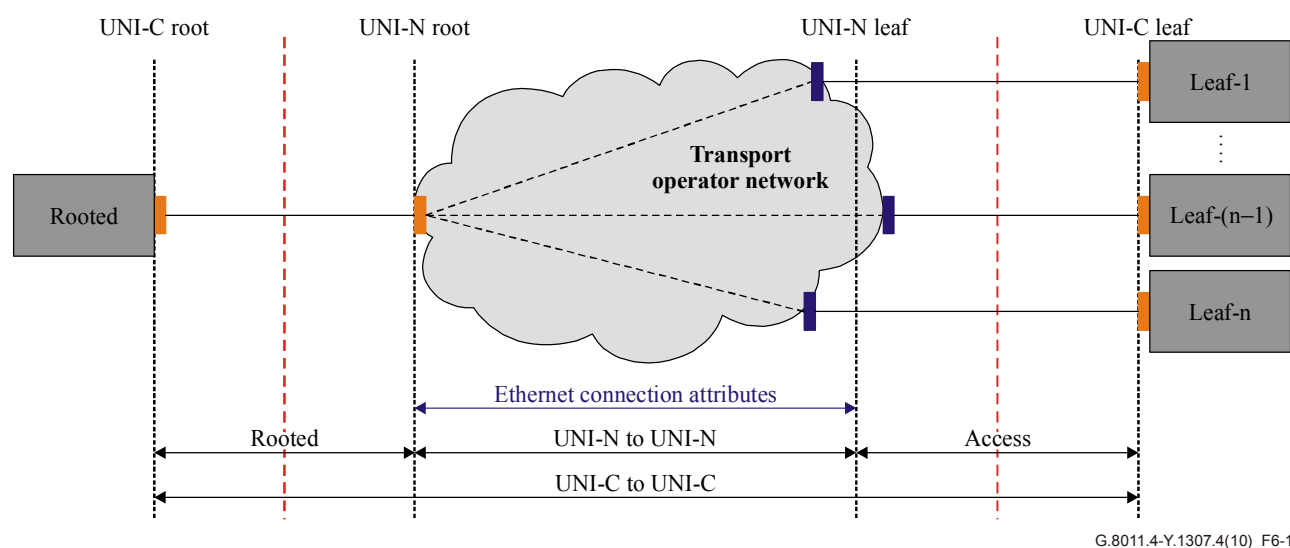 UNI-C root
UNI-N root
UNI-N leaf
UNI-C leaf
Leaf-1
Transport
operator network
Rooted
Leaf-(n–1)
Leaf-n
Ethernet connection attributes
Rooted
UNI-N to UNI-N
Access
UNI-C to UNI-C
G.8011.4-Y.1307.4(10) F6-1